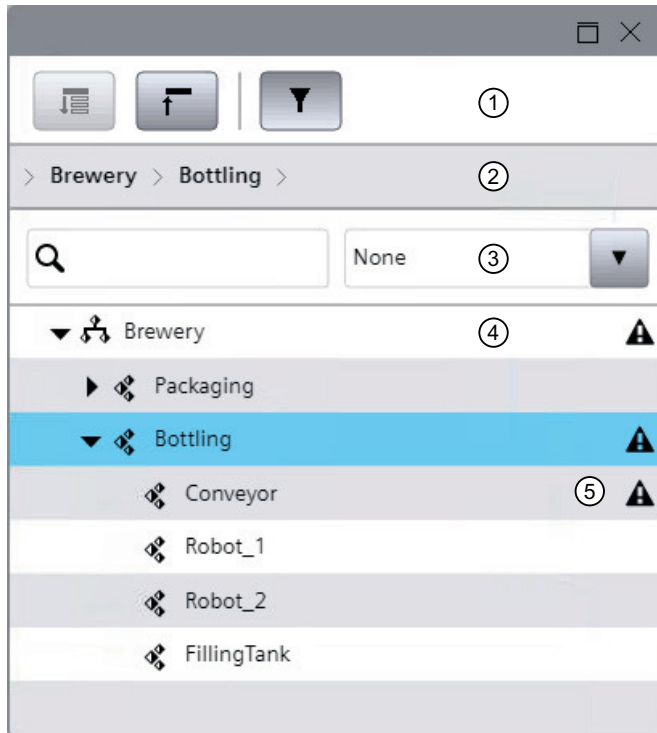 ①
> Brewery > Bottling > ②
None ③
Brewery ④
Packaging
Bottling
Conveyor ⑤
Robot_1
Robot_2
FillingTank